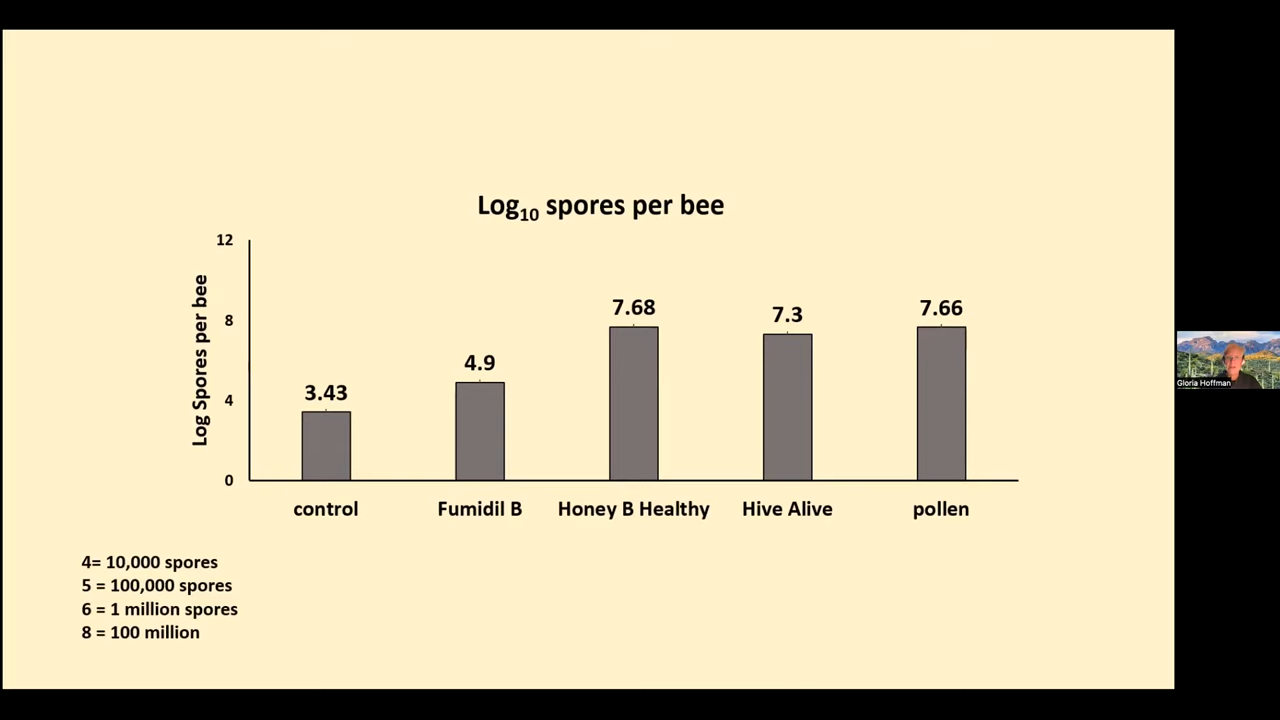 Log10 spores per bee
Log Spores per bee
12
8
4
0
3.43
4.9
7.68
7.3
7.66
control
Fumidil B
Honey B Healthy
Hive Alive
pollen
4= 10,000 spores
5 = 100,000 spores
6 = 1 million spores
8 = 100 million
Gloria Hoffman